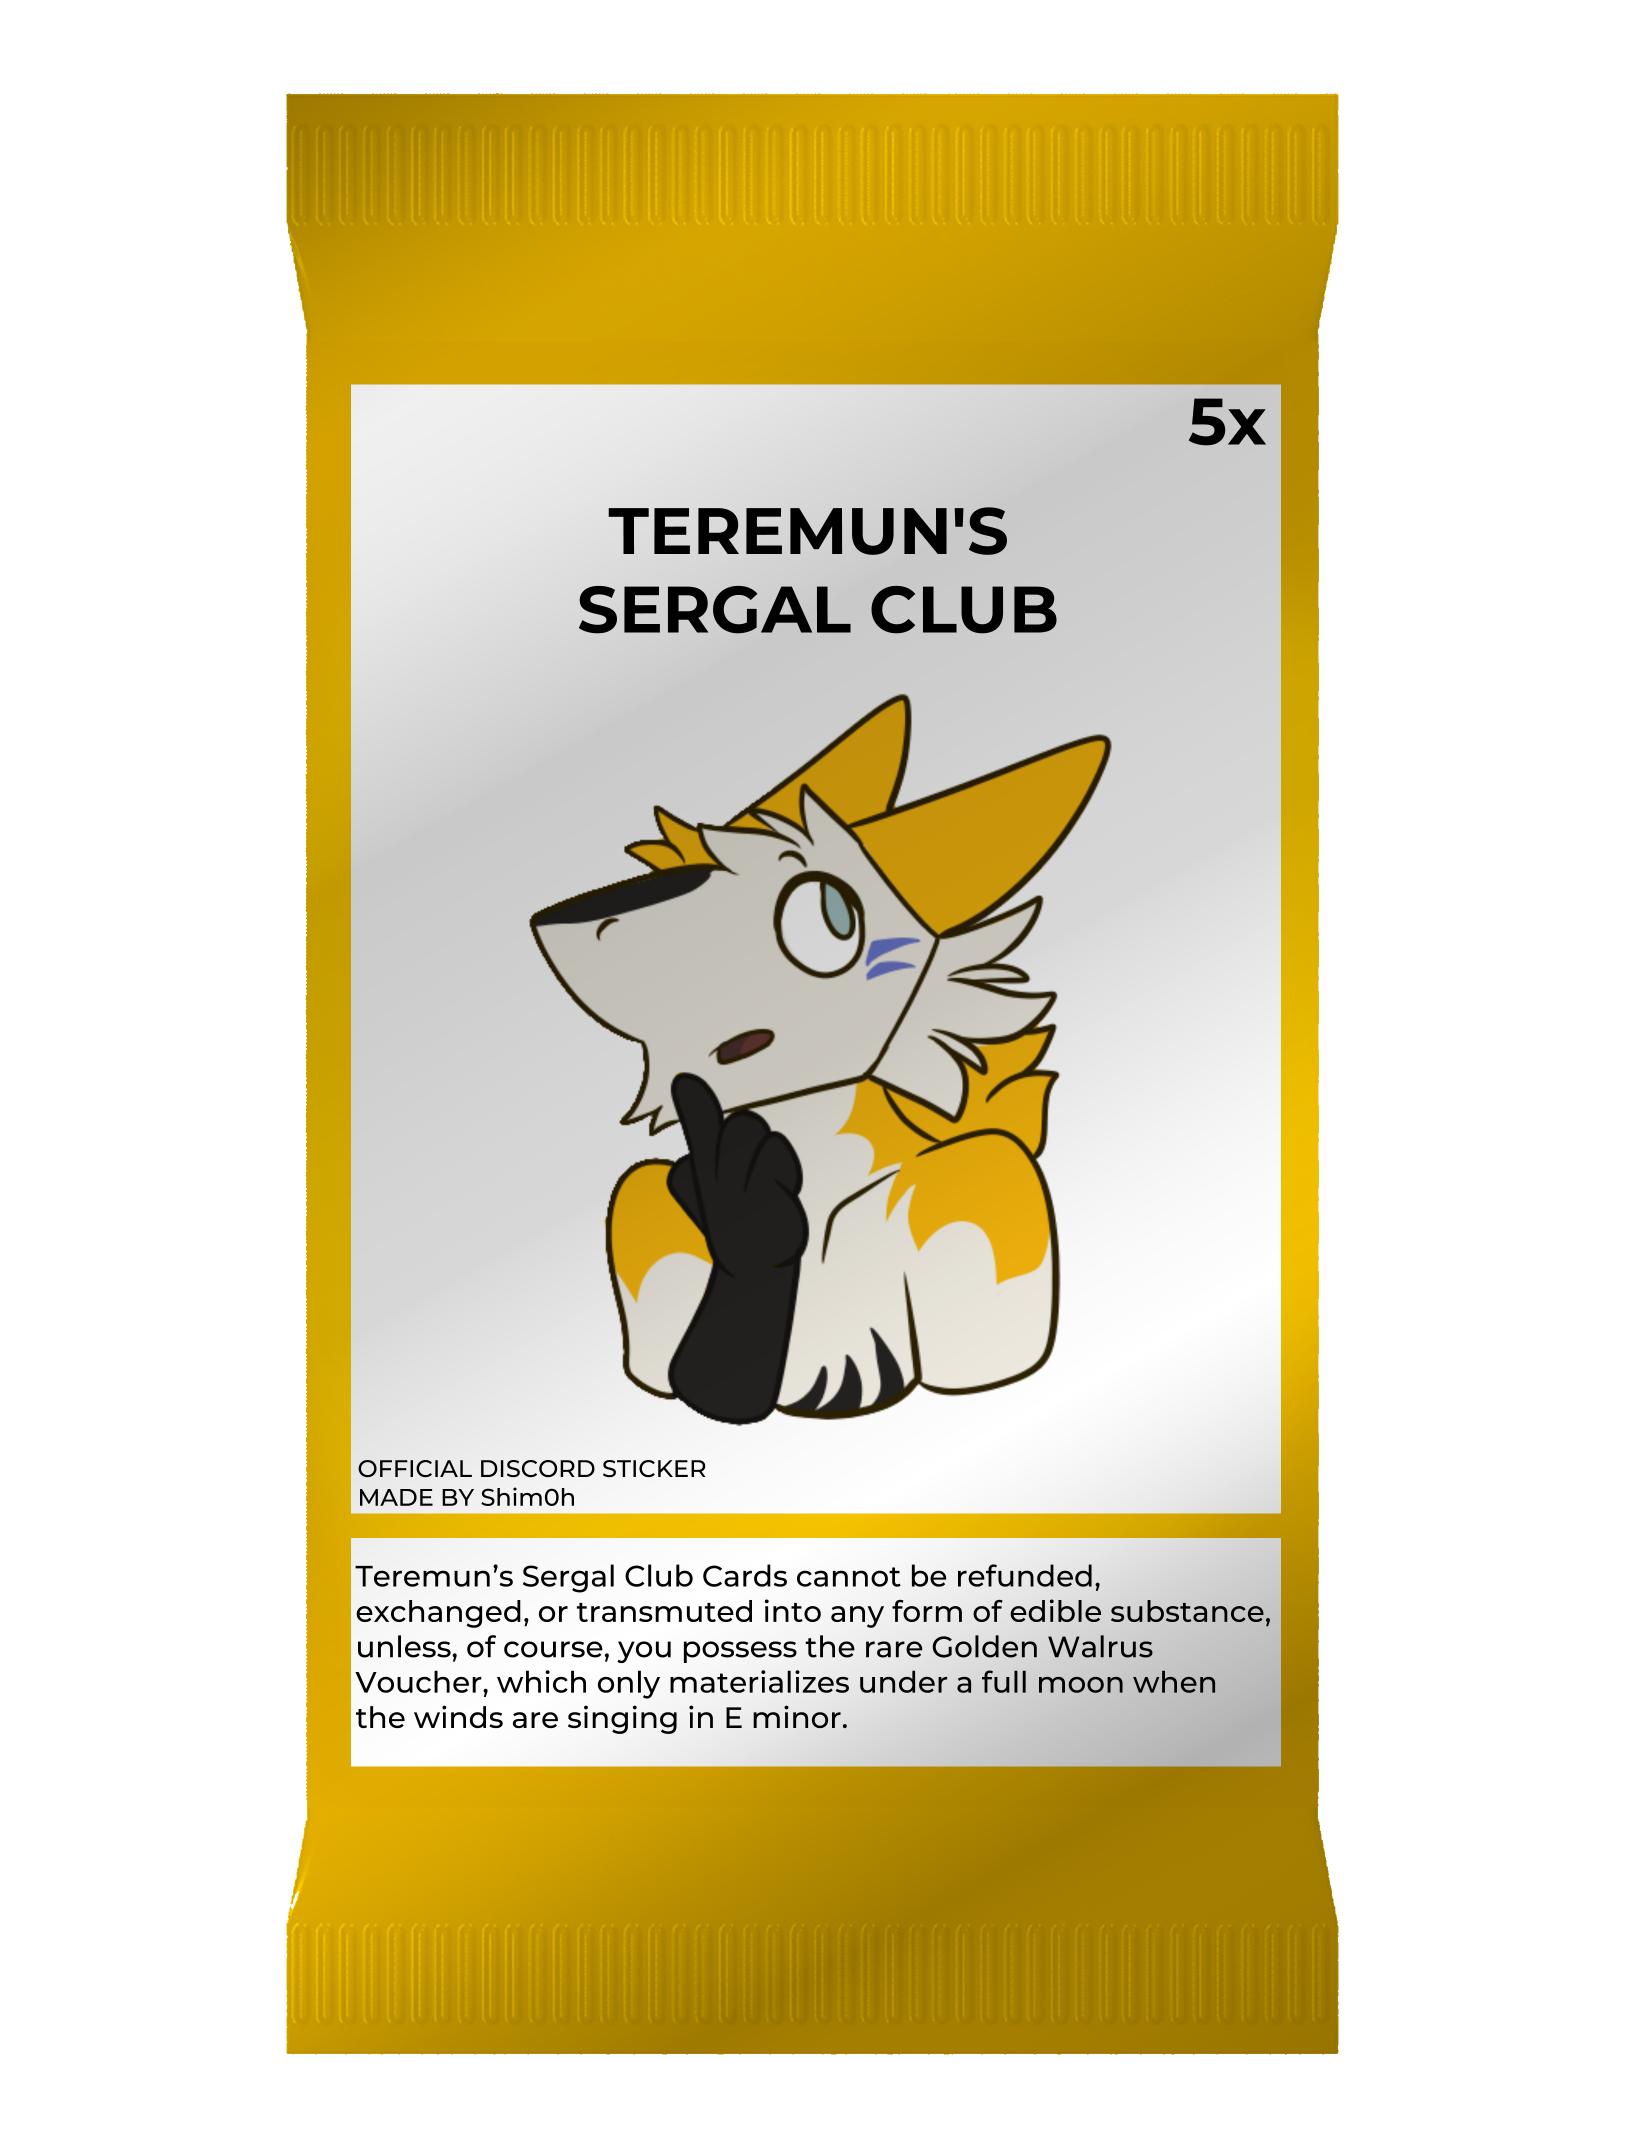 5x
TEREMUN'S
SERGAL CLUB
OFFICIAL DISCORD STICKER
MADE BY Shim0h
Teremun’s Sergal Club Cards cannot be refunded,
exchanged, or transmuted into any form of edible substance,
unless, of course, you possess the rare Golden Walrus
Voucher, which only materializes under a full moon when
the winds are singing in E minor.